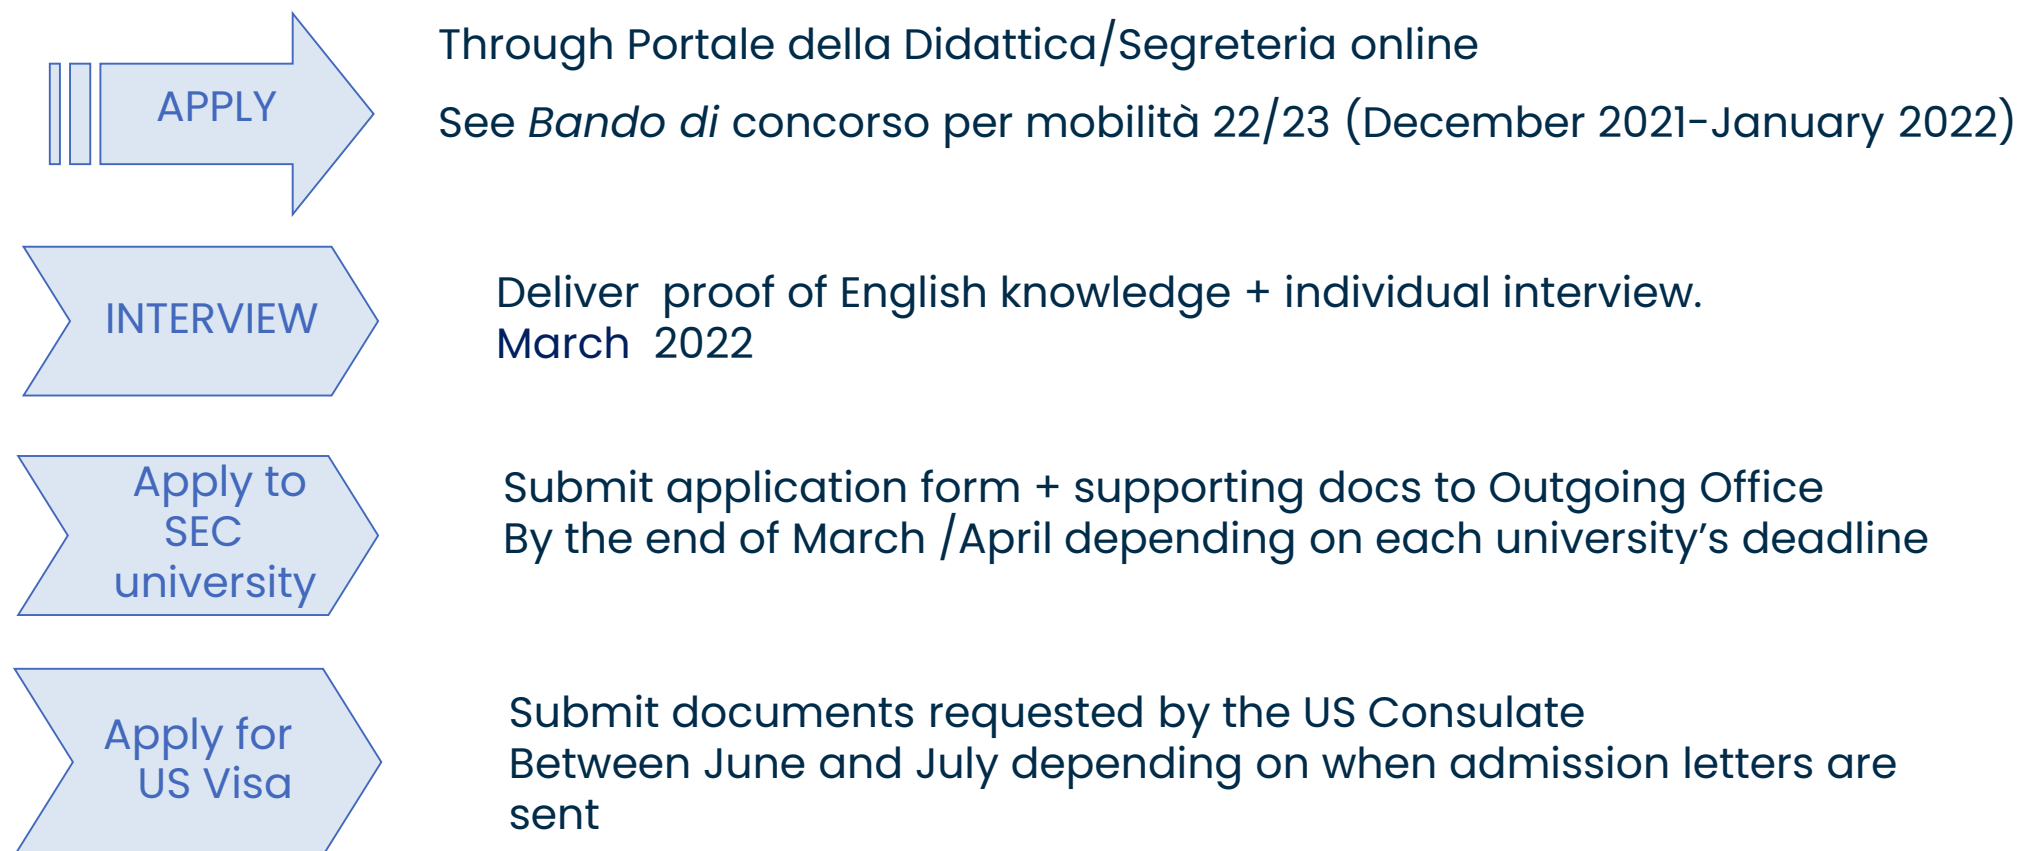 APPLY
Through Portale della Didattica/Segreteria online
See Bando di concorso per mobilità 22/23 (December 2021-January 2022)
INTERVIEW
Deliver proof of English knowledge + individual interview.
March 2022
Apply to
SEC
university
Submit application form + supporting docs to Outgoing Office
By the end of March /April depending on each university’s deadline
Apply for
US Visa
Submit documents requested by the US Consulate
Between June and July depending on when admission letters are
sent